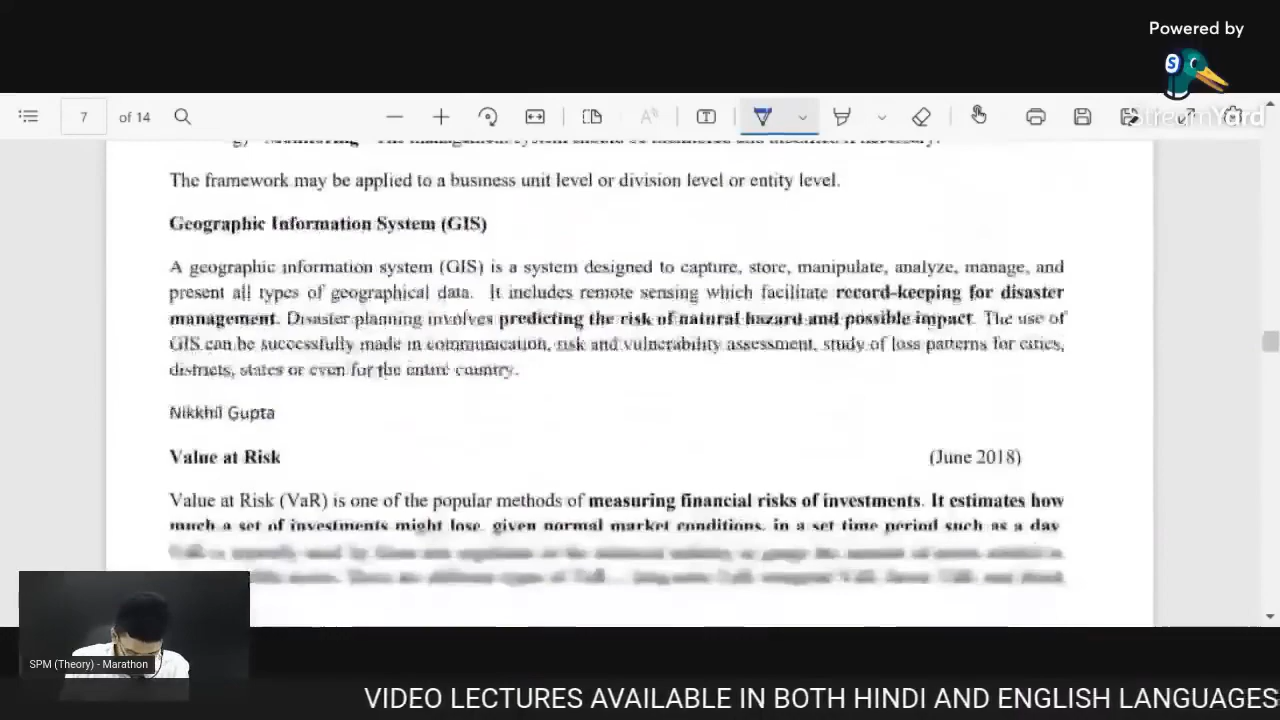 Powered by
S
StreamYard
7 of 14
The framework may be applied to a business unit level or division level or entity level.
Geographic Information System (GIS)
A geographic information system (GIS) is a system designed to capture, store, manipulate, analyze, manage, and
present all types of geographical data. It includes remote sensing which facilitate record-keeping for disaster
management. Disaster planning involves predicting the risk of natural hazard and possible impact. The use of
GIS can be successfully made in communication, risk and vulnerability assessment, study of loss patterns for cities,
districts, states or even for the entire country.
Nikkhil Gupta
Value at Risk (June 2018)
Value at Risk (VaR) is one of the popular methods of measuring financial risks of investments. It estimates how
much a set of investments might lose, given normal market conditions, in a set time period such as a day.
SPM (Theory) - Marathon
VIDEO LECTURES AVAILABLE IN BOTH HINDI AND ENGLISH LANGUAGES